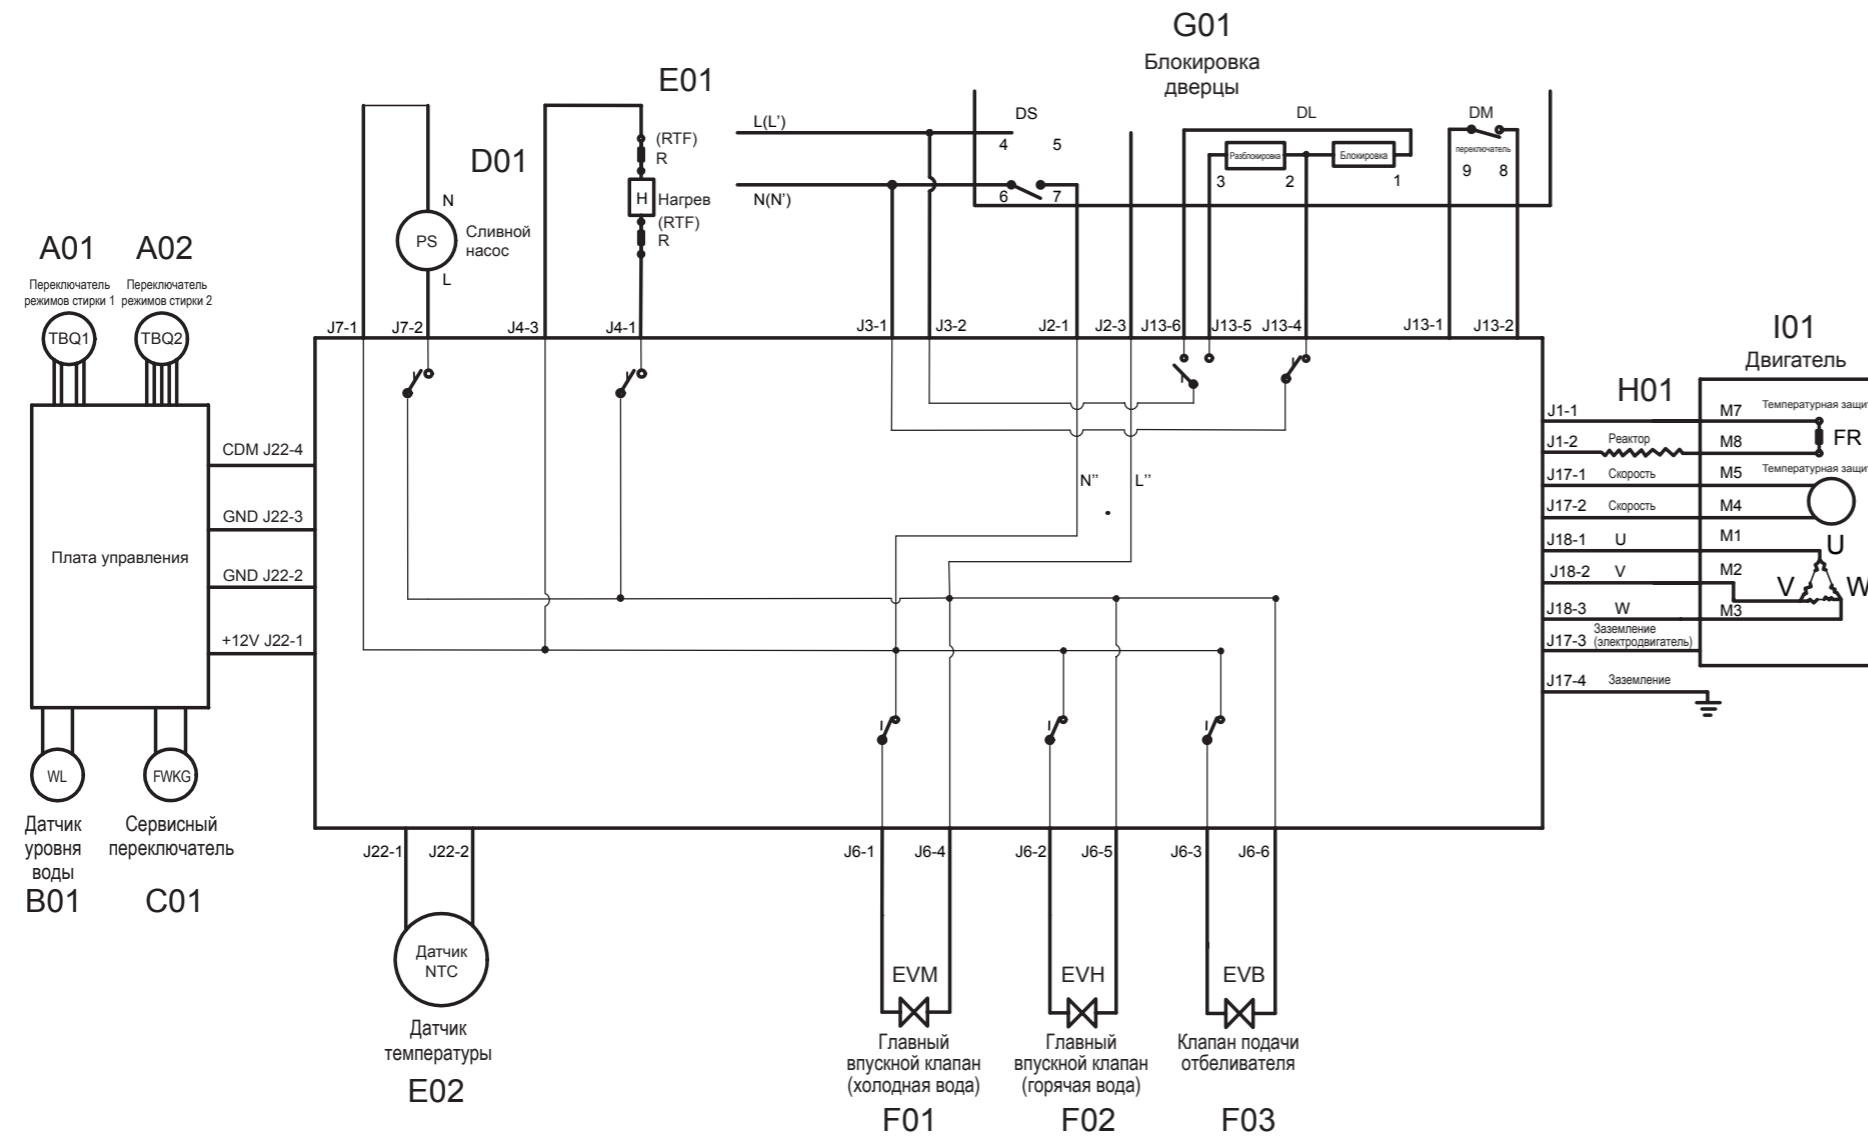 G01
Блокировка
дверцы
E01
L(L')
N(N')
DS
4
5
6
7
DL
Разблокировка
Блокировка
3
2
1
DM
переключатель
9
8
(RTF)
R
H
Нагрев
(RTF)
R
D01
N
PS
Сливной
насос
L
A01
A02
Переключатель
режимов стирки 1
Переключатель
режимов стирки 2
TBQ1
TBQ2
J7-1
J7-2
J4-3
J4-1
J3-1
J3-2
J2-1
J2-3
J13-6
J13-5
J13-4
J13-1
J13-2
I01
Двигатель
H01
Плата управления
CDM J22-4
GND J22-3
GND J22-2
+12V J22-1
N''
L''
J1-1
M7
Температурная защит
J1-2
Реактор
M8
FR
J17-1
Скорость
M5
Температурная защит
J17-2
Скорость
M4
J18-1
U
M1
U
J18-2
V
M2
V
W
J18-3
W
M3
Заземление
J17-3
(электродвигатель)
J17-4
Заземление
WL
FWKG
Датчик
уровня
воды
B01
Сервисный
переключатель
C01
J22-1
J22-2
J6-1
J6-4
J6-2
J6-5
J6-3
J6-6
Датчик
NTC
Датчик
температуры
E02
EVM
Главный
впускной клапан
(холодная вода)
F01
EVH
Главный
впускной клапан
(горячая вода)
F02
EVB
Клапан подачи
отбеливателя
F03